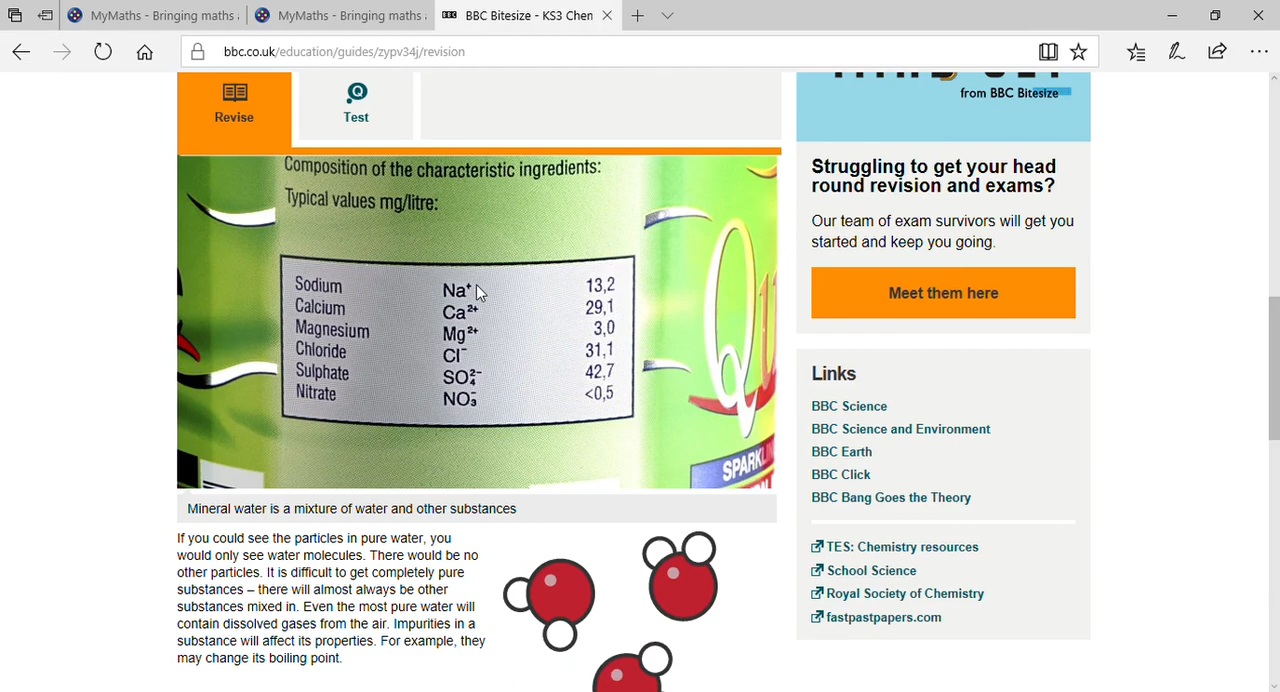 MyMaths - Bringing maths
MyMaths - Bringing maths
BBC Bitesize - KS3 Chen
bbc.co.uk/education/guides/zypv34j/revision
Revise
Test
from BBC Bitesize
Composition of the characteristic ingredients:
Typical values mg/litre:
Sodium Na⁺ 13,2
Calcium Ca²⁺ 29,1
Magnesium Mg²⁺ 3,0
Chloride Cl⁻ 31,1
Sulphate SO₄²⁻ 42,7
Nitrate NO₃⁻ <0,5
Mineral water is a mixture of water and other substances
If you could see the particles in pure water, you
would only see water molecules. There would be no
other particles. It is difficult to get completely pure
substances – there will almost always be other
substances mixed in. Even the most pure water will
contain dissolved gases from the air. Impurities in a
substance will affect its properties. For example, they
may change its boiling point.
Struggling to get your head
round revision and exams?
Our team of exam survivors will get you
started and keep you going.
Meet them here
Links
BBC Science
BBC Science and Environment
BBC Earth
BBC Click
BBC Bang Goes the Theory
TES: Chemistry resources
School Science
Royal Society of Chemistry
fastpastpapers.com